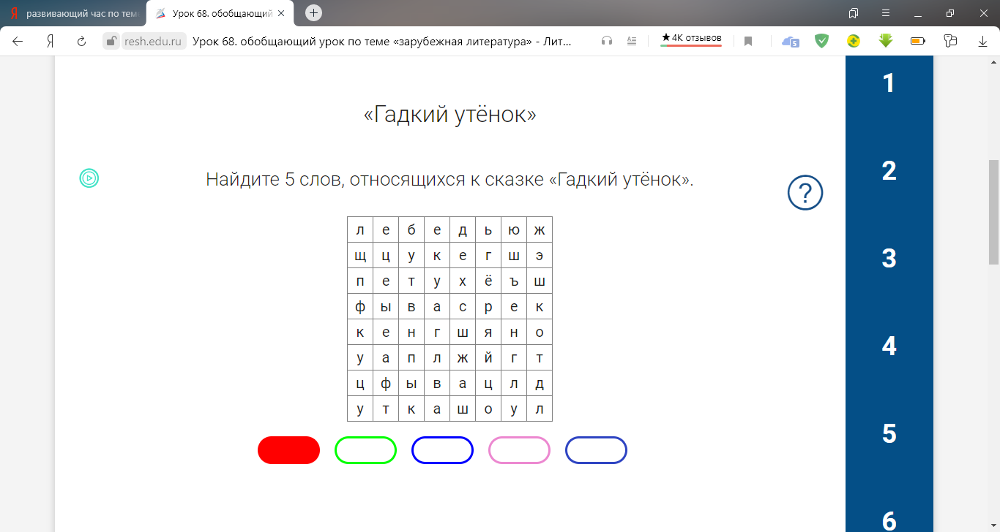 Я развивающий час по тем
Урок 68. обобщающий
Я resh.edu.ru Урок 68. обобщающий урок по теме «зарубежная литература» - Лит... ★4К отзывов
«Гадкий утёнок»
Найдите 5 слов, относящихся к сказке «Гадкий утёнок».
?
л е б е д ь ю ж
щ ц у к е г ш э
п е т у х ё ъ ш
ф ы в а с р е к
к е н г ш я н о
у а п л ж й г т
ц ф ы в а ц л д
у т к а ш о у л
1
2
3
4
5
6